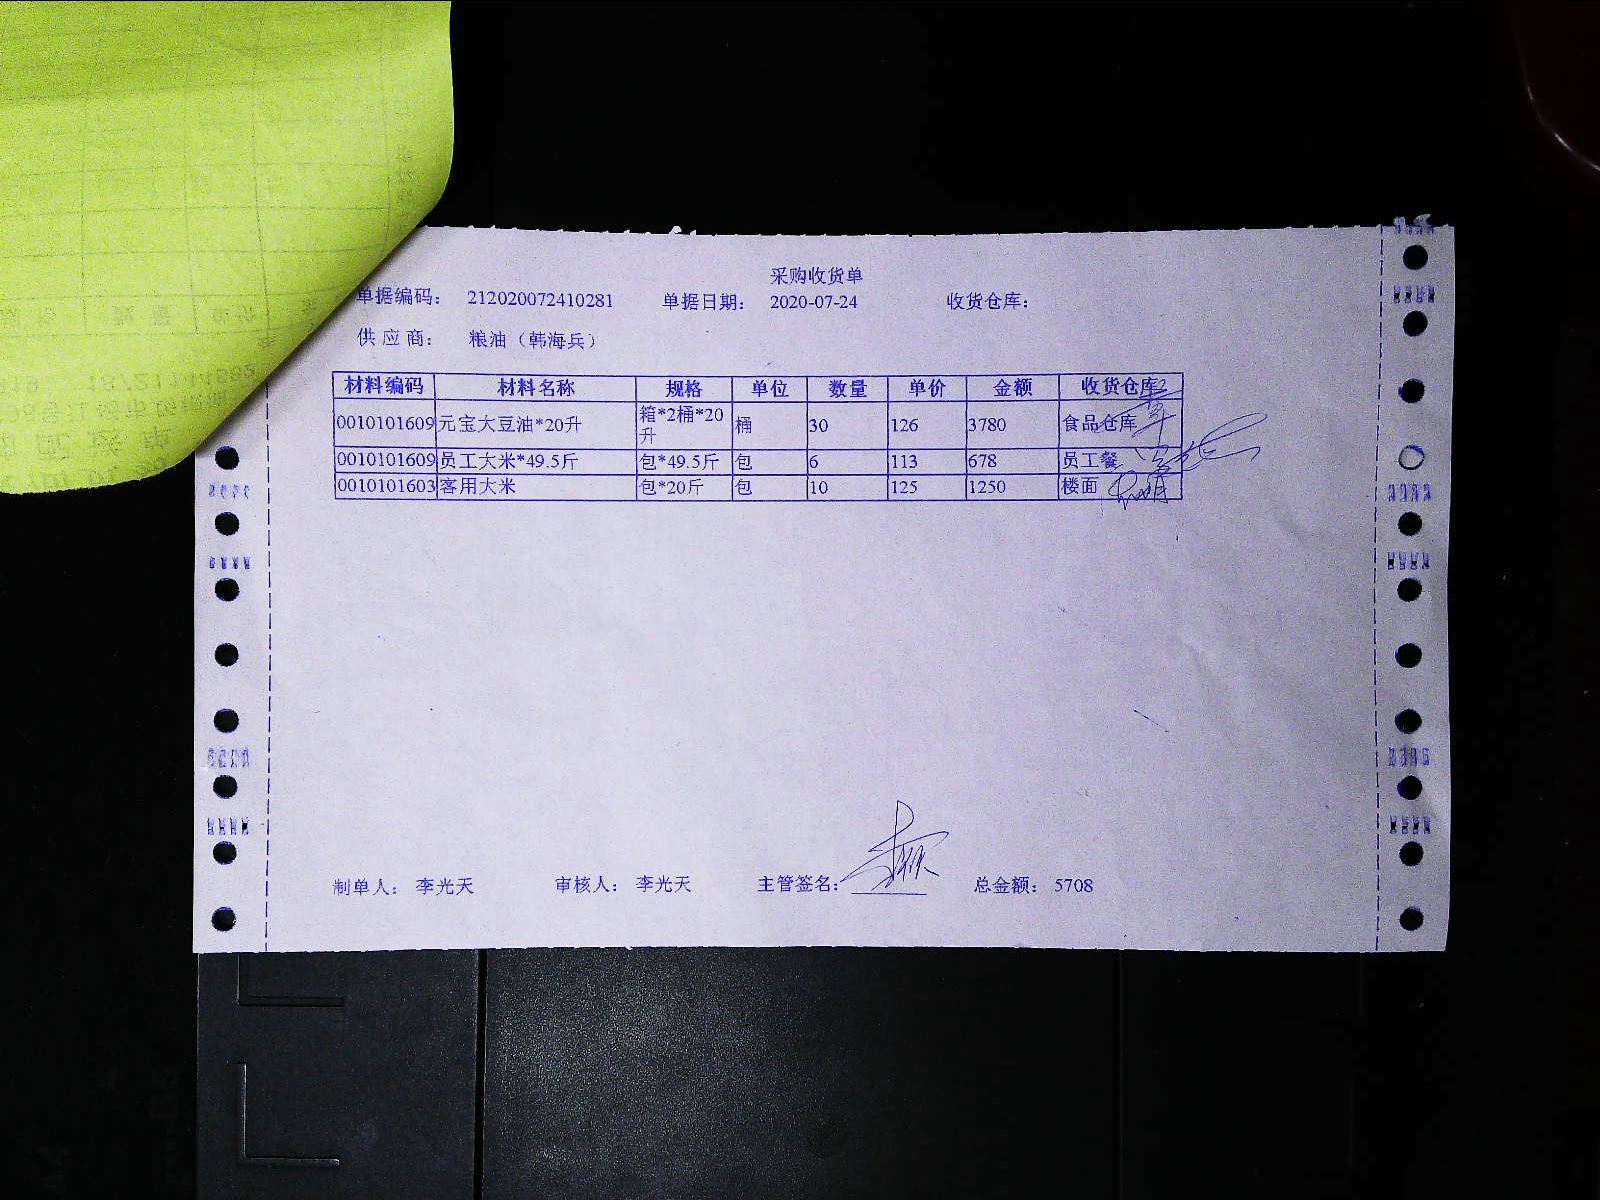 采购收货单
单据编码： 212020072410281 单据日期： 2020-07-24 收货仓库：
供 应 商： 粮油（韩海兵）
材料编码 材料名称 规格 单位 数量 单价 金额 收货仓库
0010101609 元宝大豆油*20升 箱*2桶*20升 桶 30 126 3780 食品仓库
0010101609 员工大米*49.5斤 包*49.5斤 包 6 113 678 员工餐
0010101603 客用大米 包*20斤 包 10 125 1250 楼面
制单人： 李光天 审核人： 李光天 主管签名： 总金额： 5708